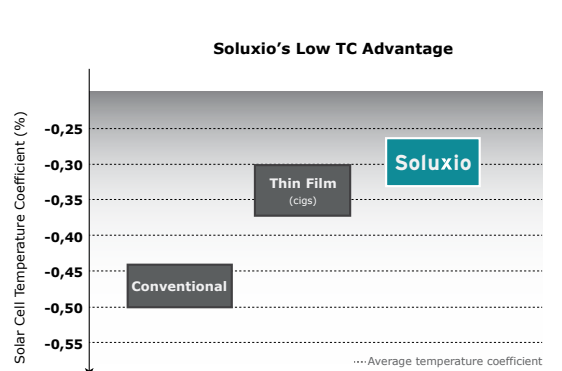 Soluxio's Low TC Advantage
Solar Cell Temperature Coefficient (%)
-0,25
-0,30
-0,35
-0,40
-0,45
-0,50
-0,55
Soluxio
Thin Film
(cigs)
Conventional
····Average temperature coefficient